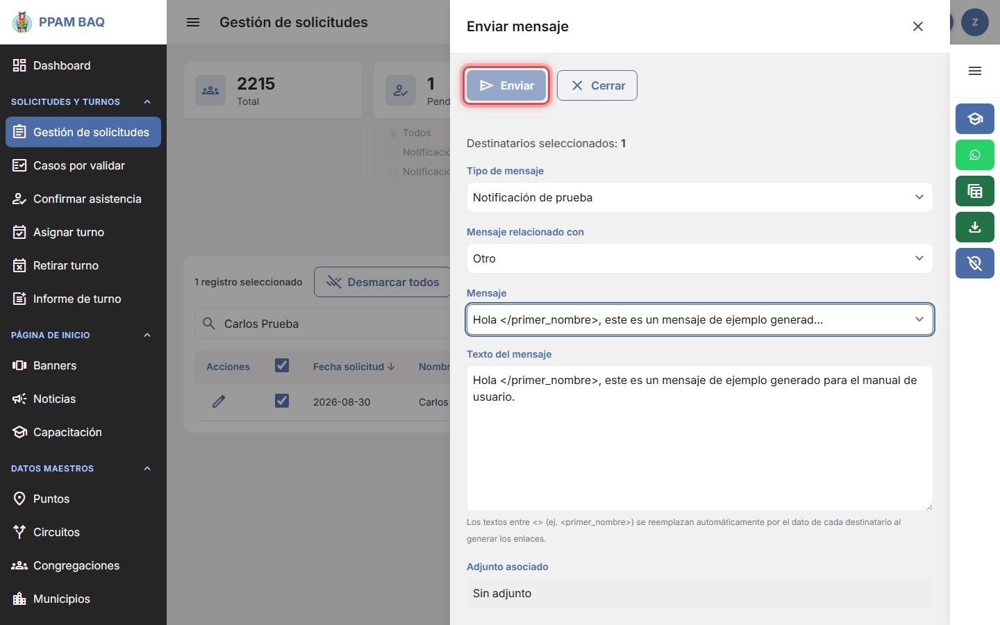 PPAM BAQ
Dashboard
SOLICITUDES Y TURNOS
Gestión de solicitudes
Casos por validar
Confirmar asistencia
Asignar turno
Retirar turno
Informe de turno
PÁGINA DE INICIO
Banners
Noticias
Capacitación
DATOS MAESTROS
Puntos
Circuitos
Congregaciones
Municipios
Gestión de solicitudes
2215
Total
1
Pend
Todos
Notificació
Notificació
1 registro seleccionado
Desmarcar todos
Carlos Prueba
Acciones Fecha solicitud Nombr
2026-08-30 Carlos
Enviar mensaje
Enviar
Cerrar
Destinatarios seleccionados: 1
Tipo de mensaje
Notificación de prueba
Mensaje relacionado con
Otro
Mensaje
Hola </primer_nombre>, este es un mensaje de ejemplo generad...
Texto del mensaje
Hola </primer_nombre>, este es un mensaje de ejemplo generado para el manual de
usuario.
Los textos entre <> (ej. <primer_nombre>) se reemplazan automáticamente por el dato de cada destinatario al
generar los enlaces.
Adjunto asociado
Sin adjunto
Z